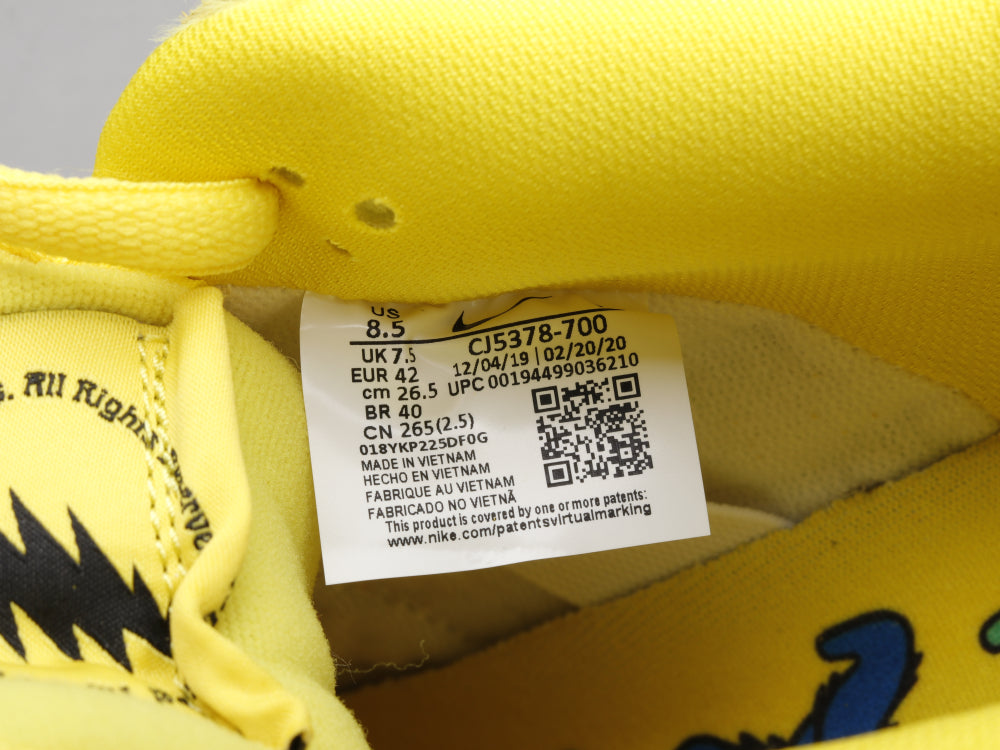 US
8.5
UK 7.5
EUR 42
cm 26.5
BR 40
CN 265(2.5)
CJ5378-700
12/04/19 | 02/20/20
UPC 00194499036210
018YKP225DF0G
MADE IN VIETNAM
HECHO EN VIETNAM
FABRIQUE AU VIETNAM
FABRICADO NO VIETNÃ
This product is covered by one or more patents:
www.nike.com/patentsvirtualmarking
. All Rights